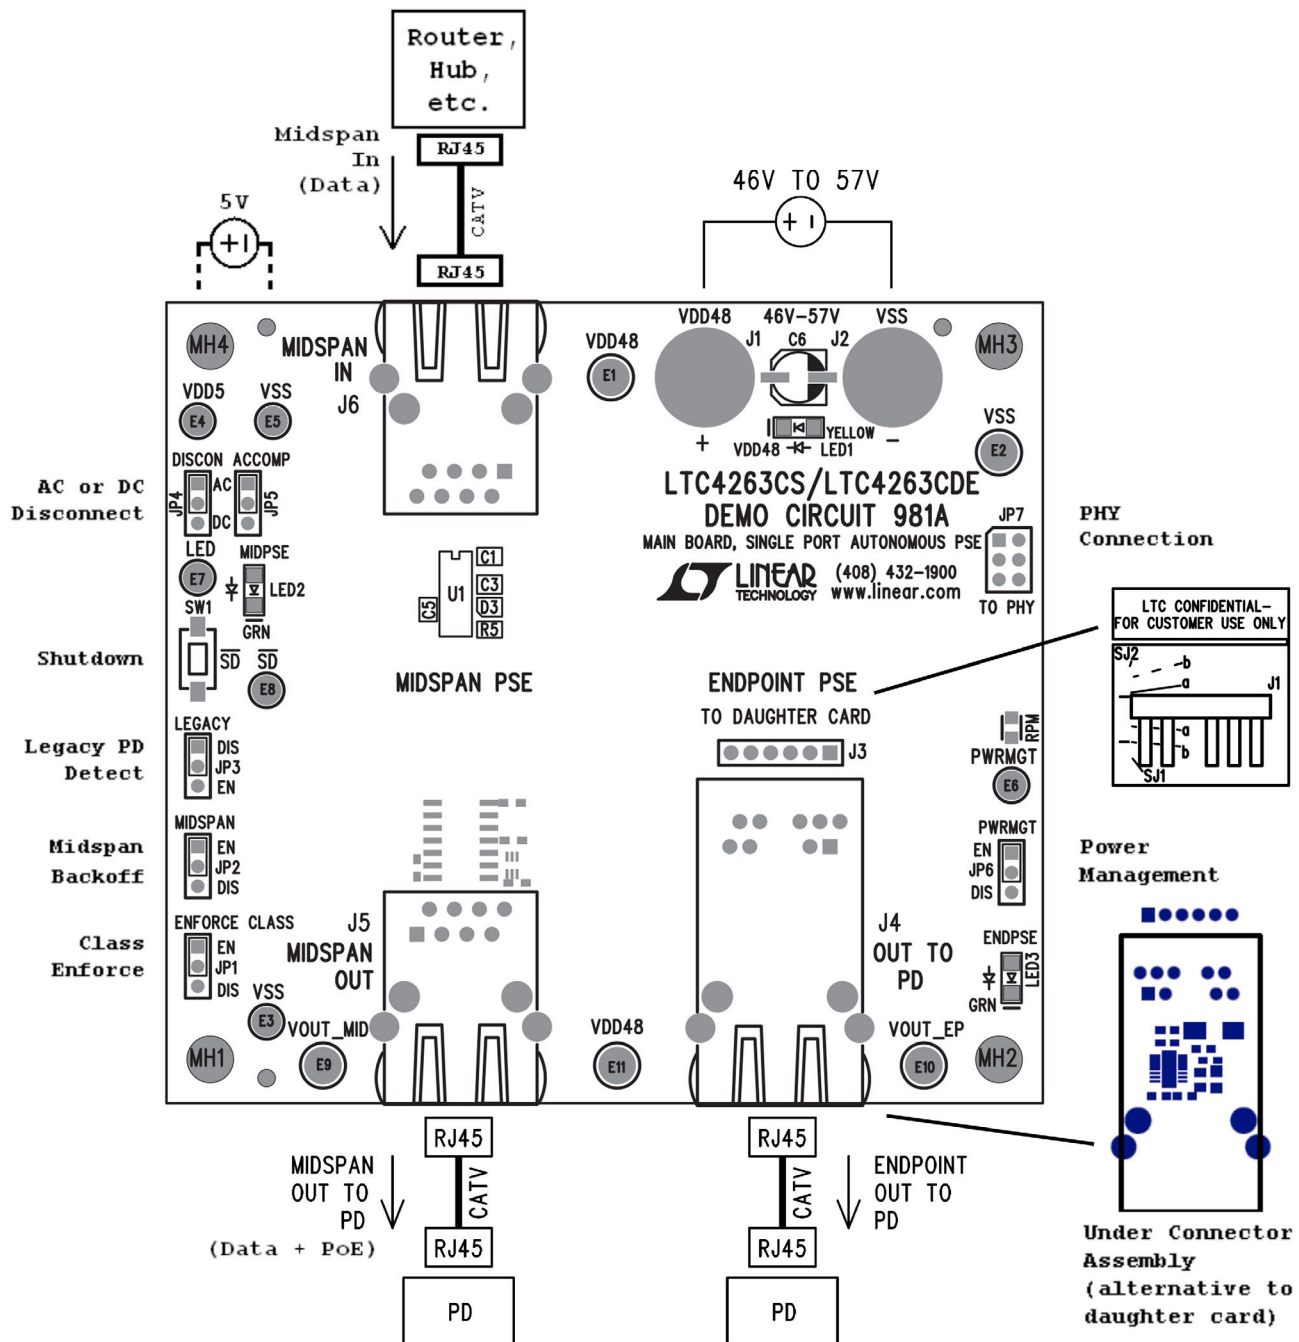 Router,
Hub,
etc.
Midspan
In
(Data)
RJ45
CATV
RJ45
5V
46V TO 57V
MH4
MIDSPAN
IN
J6
VDD48
E1
VDD48
46V-57V
VSS
J1
C6
J2
MH3
VDD5
E4
VSS
E5
+
-
YELLOW
VDD48
LED1
VSS
E2
AC or DC
Disconnect
DISCON
ACCOMP
JP4
AC
DC
JP5
LTC4263CS/LTC4263CDE
DEMO CIRCUIT 981A
MAIN BOARD, SINGLE PORT AUTONOMOUS PSE
LINEAR
TECHNOLOGY
(408) 432-1900
www.linear.com
JP7
TO PHY
PHY
Connection
LED
E7
MIDPSE
LED2
GRN
U1
C1
C3
D3
R5
C5
SW1
Shutdown
SD
SD
E8
MIDSPAN PSE
ENDPOINT PSE
TO DAUGHTER CARD
J3
LTC CONFIDENTIAL-
FOR CUSTOMER USE ONLY
SJ2
b
a
J1
a
b
SJ1
Legacy PD
Detect
LEGACY
DIS
JP3
EN
RPM
PWRMGT
E6
Midspan
Backoff
MIDSPAN
EN
JP2
DIS
PWRMGT
EN
JP6
DIS
Power
Management
Class
Enforce
ENFORCE CLASS
EN
JP1
DIS
J5
MIDSPAN
OUT
J4
OUT TO
PD
ENDPSE
LED3
GRN
VSS
E3
MH1
VOUT_MID
E9
VDD48
E11
VOUT_EP
E10
MH2
RJ45
MIDSPAN
OUT TO
PD
(Data + PoE)
CATV
RJ45
PD
RJ45
CATV
ENDPOINT
OUT TO
PD
RJ45
PD
Under Connector
Assembly
(alternative to
daughter card)